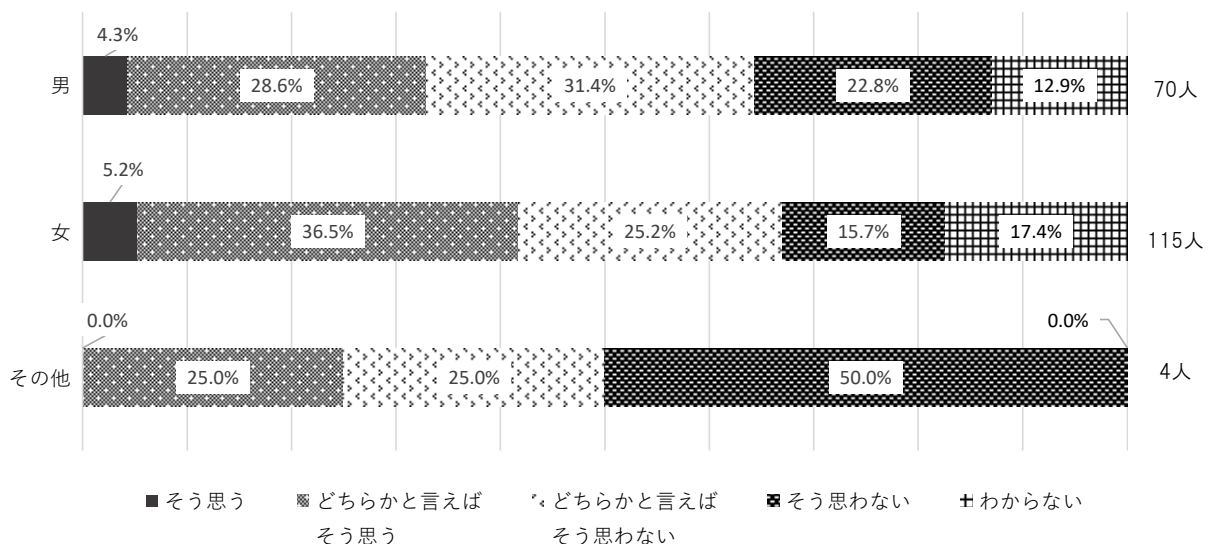 4.3%
男 28.6% 31.4% 22.8% 12.9% 70人
5.2%
女 36.5% 25.2% 15.7% 17.4% 115人
0.0% 0.0%
その他 25.0% 25.0% 50.0% 4人
そう思う どちらかと言えば どちらかと言えば そう思わない わからない
そう思う そう思わない